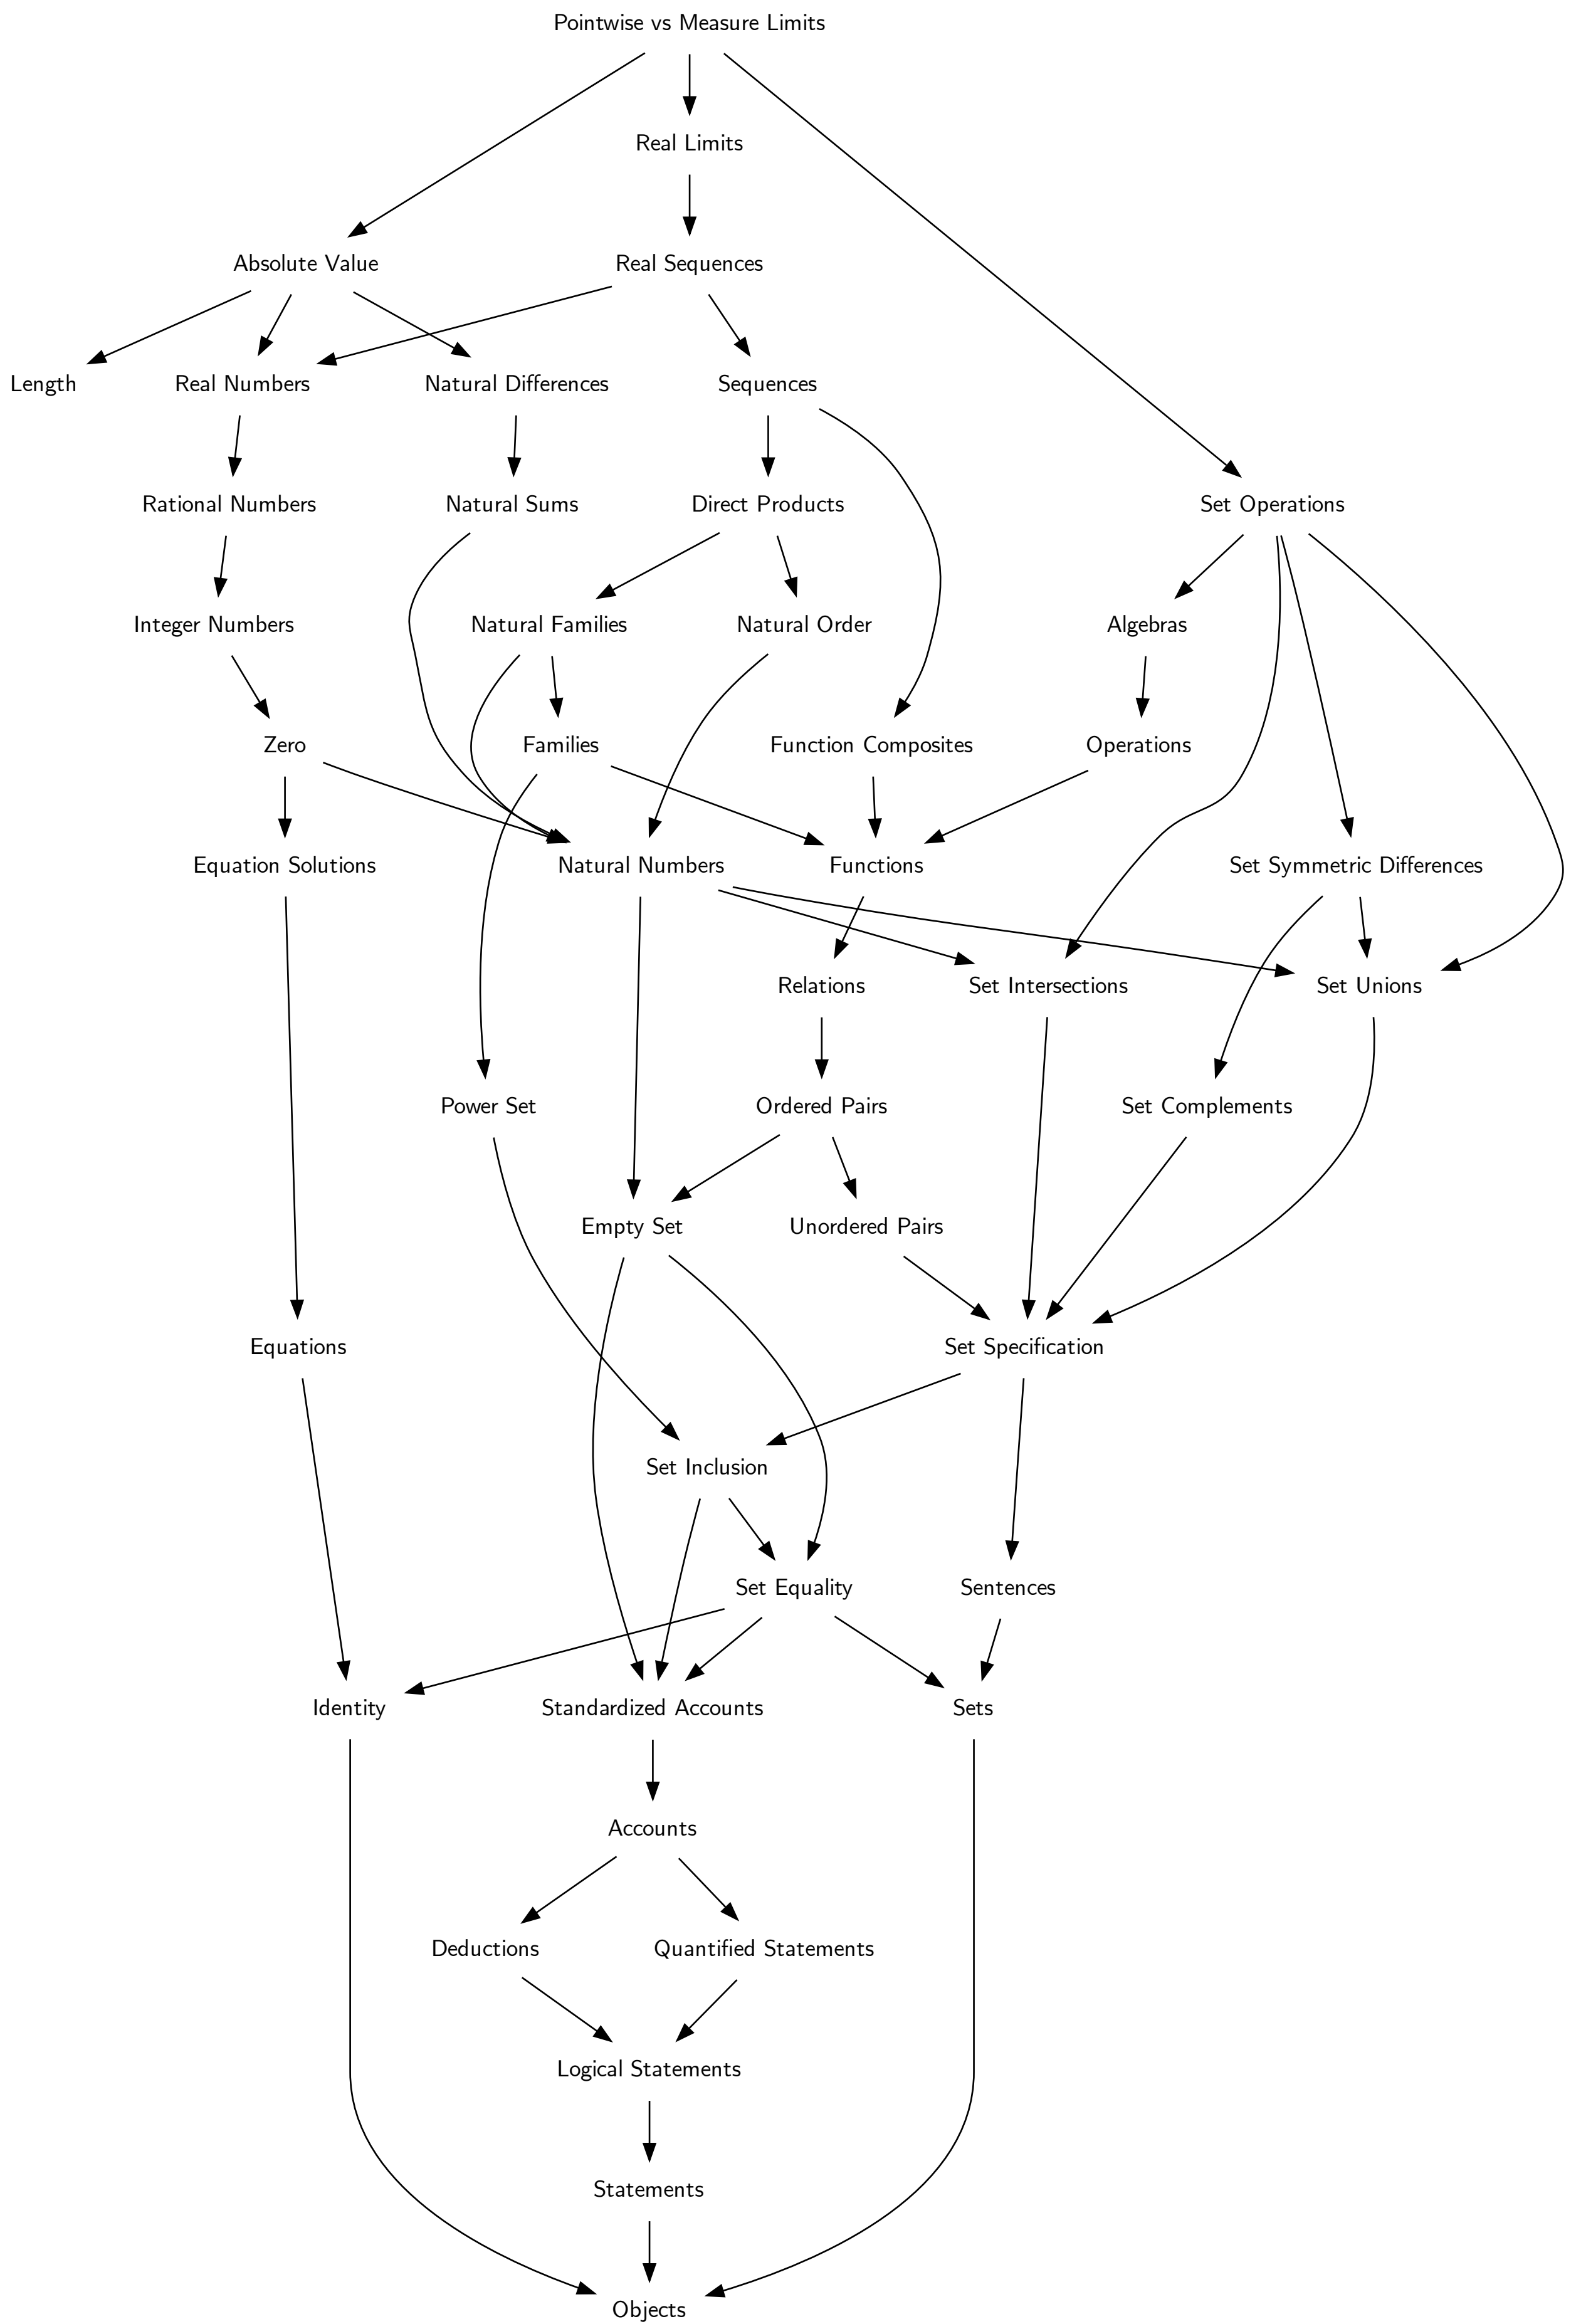 Pointwise vs Measure Limits
Real Limits
Absolute Value
Real Sequences
Length
Real Numbers
Natural Differences
Sequences
Rational Numbers
Natural Sums
Direct Products
Set Operations
Integer Numbers
Natural Families
Natural Order
Algebras
Zero
Families
Function Composites
Operations
Equation Solutions
Natural Numbers
Functions
Set Symmetric Differences
Relations
Set Intersections
Set Unions
Power Set
Ordered Pairs
Set Complements
Empty Set
Unordered Pairs
Equations
Set Specification
Set Inclusion
Set Equality
Sentences
Identity
Standardized Accounts
Sets
Accounts
Deductions
Quantified Statements
Logical Statements
Statements
Objects